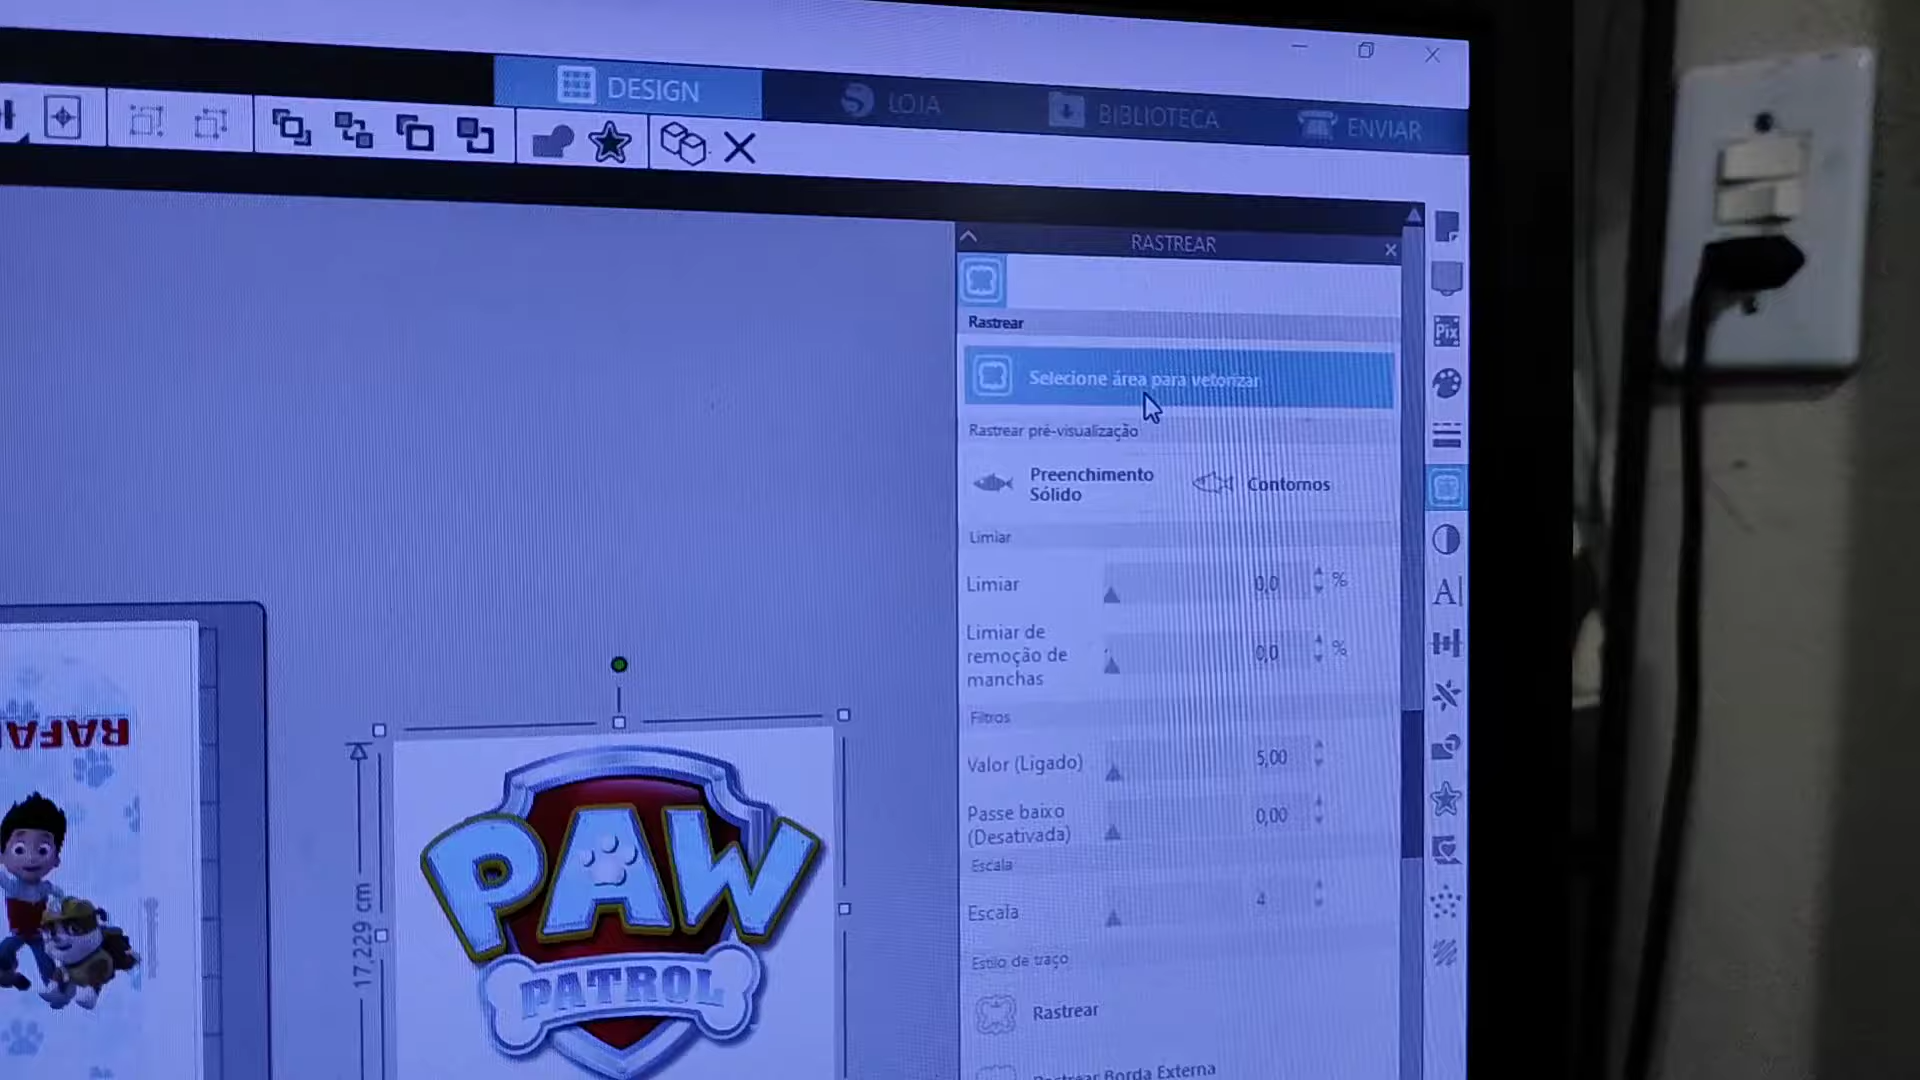 DESIGN
LOJA
BIBLIOTECA
ENVIAR
RASTREAR
Rastrear
Selecione área para vetorizar
Rastrear pré-visualização
Preenchimento
Sólido
Contornos
Limiar
Limiar
0,0
%
Limiar de
remoção de
manchas
0,0
%
Filtros
Valor (Ligado)
5,00
Passe baixo
(Desativada)
0,00
Escala
Escala
4
Estilo de traço
Rastrear
Rastrear Borda Externa
Pix
A
17,229 cm
PAW
PATROL
RAFA